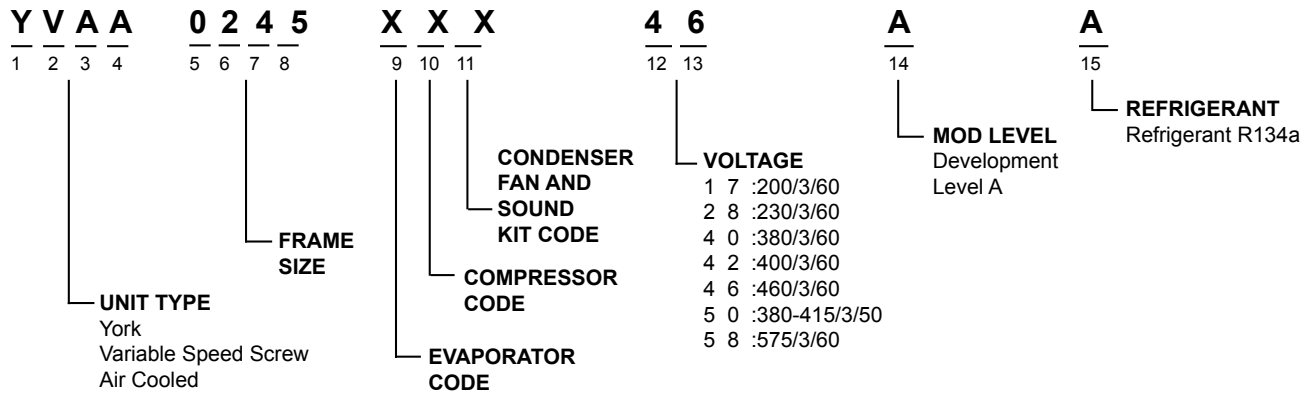 Y V A A 0 2 4 5 X X X 4 6 A A
1 2 3 4 5 6 7 8 9 10 11 12 13 14 15
UNIT TYPE
York
Variable Speed Screw
Air Cooled
FRAME
SIZE
EVAPORATOR
CODE
COMPRESSOR
CODE
CONDENSER
FAN AND
SOUND
KIT CODE
VOLTAGE
1 7 :200/3/60
2 8 :230/3/60
4 0 :380/3/60
4 2 :400/3/60
4 6 :460/3/60
5 0 :380-415/3/50
5 8 :575/3/60
MOD LEVEL
Development
Level A
REFRIGERANT
Refrigerant R134a